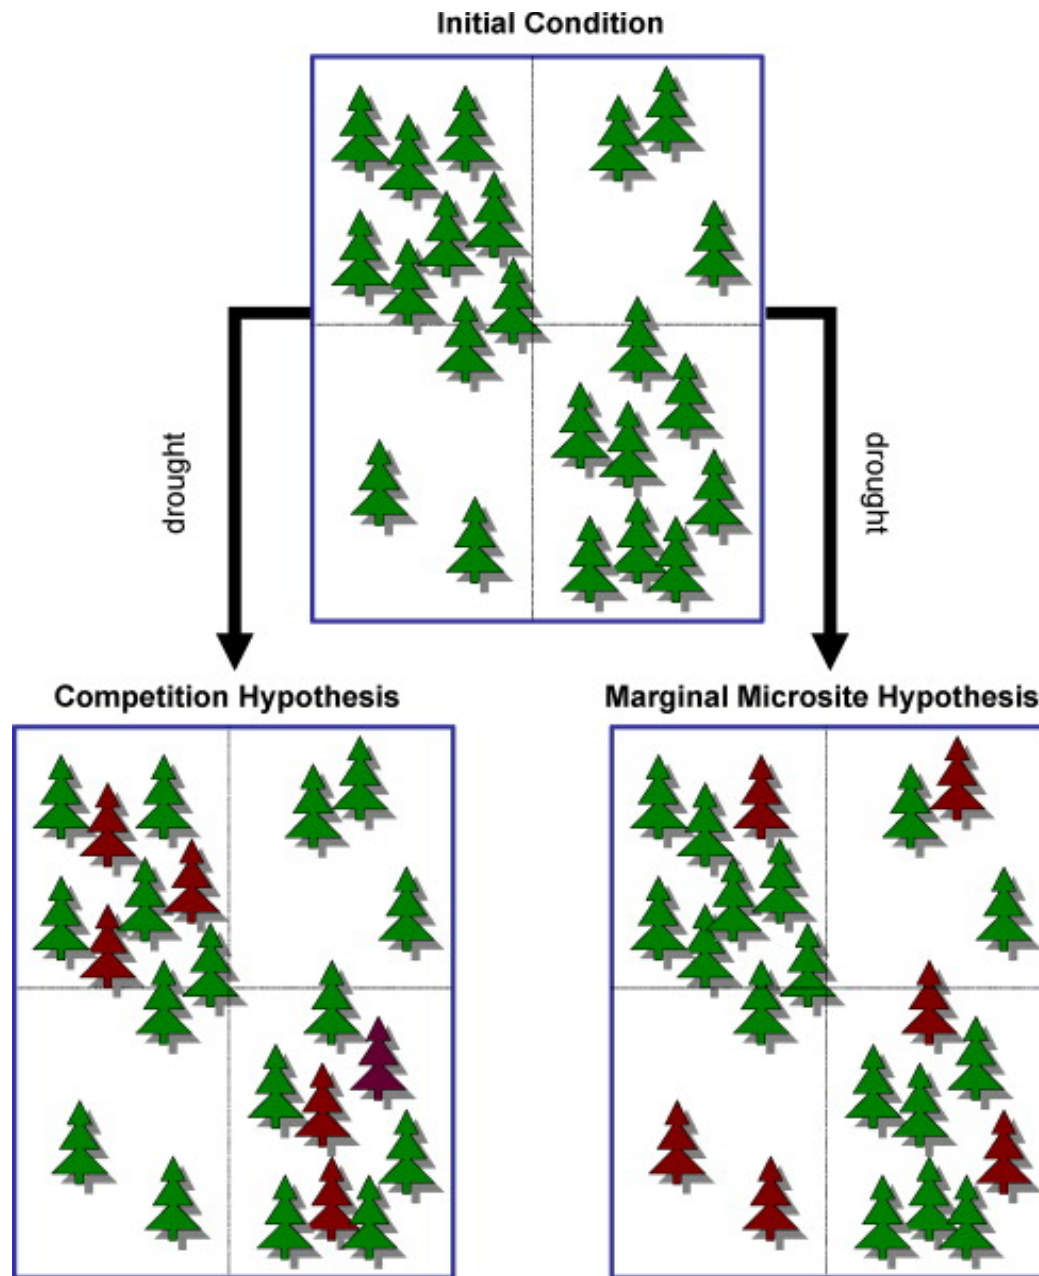 Initial Condition
drought
drought
Competition Hypothesis
Marginal Microsite Hypothesis